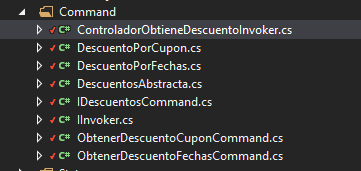 Command
C# ControladorObtieneDescuentoInvoker.cs
C# DescuentoPorCupon.cs
C# DescuentoPorFechas.cs
C# DescuentosAbstracta.cs
C# IDescuentosCommand.cs
C# IInvoker.cs
C# ObtenerDescuentoCuponCommand.cs
C# ObtenerDescuentoFechasCommand.cs